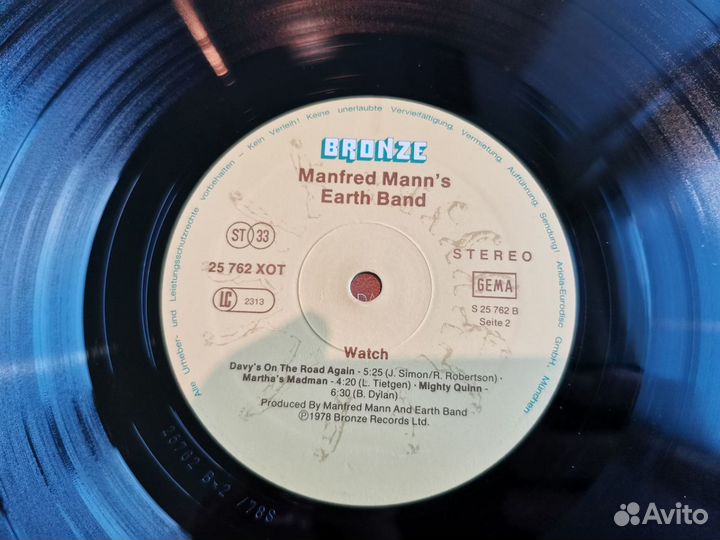 Alle Urheber- und Leistungsschutzrechte vorbehalten - Kein Verleih! Keine unerlaubte Vervielfältigung, Vermietung, Aufführung, Sendung! Ariola-Eurodisc GmbH, München
BRONZE
Manfred Mann's
Earth Band
ST 33
STEREO
25 762 XOT
GEMA
LC 2313
S 25 762 B
Seite 2
Watch
Davy's On The Road Again - 5:25 (J. Simon/R. Robertson) ·
Martha's Madman - 4:20 (L. Tietgen) · Mighty Quinn -
6:30 (B. Dylan)
Produced By Manfred Mann And Earth Band
Ⓟ1978 Bronze Records Ltd.
Avito